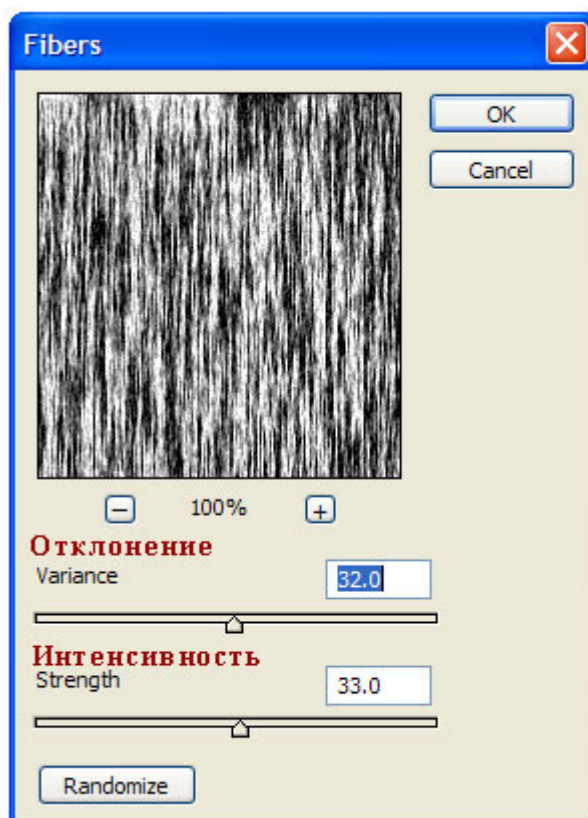 Fibers
OK
Cancel
100%
Отклонение
Variance
32.0
Интенсивность
Strength
33.0
Randomize